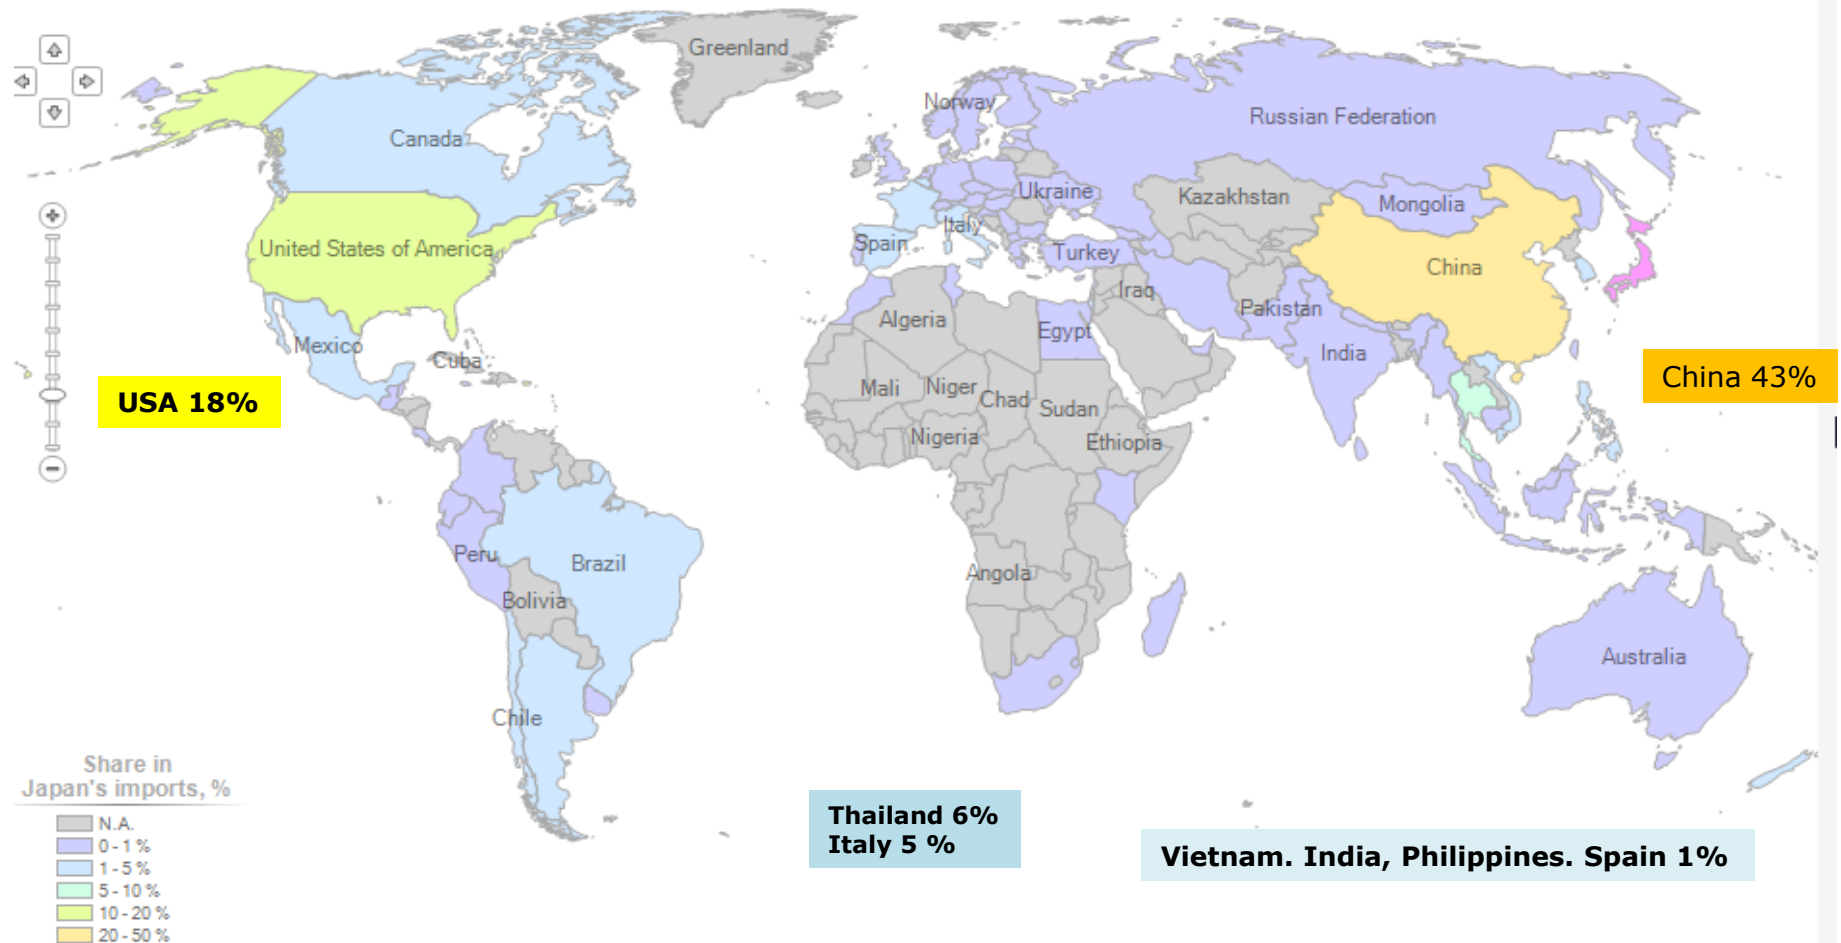 Greenland
Norway
Russian Federation
Canada
Ukraine
Kazakhstan
Mongolia
Italy
Spain
United States of America
Turkey
China
Iraq
Pakistan
Algeria
Egypt
Mexico
India
Cuba
China 43%
Mali
Niger
Chad
Sudan
USA 18%
Nigeria
Ethiopia
Peru
Brazil
Angola
Bolivia
Australia
Chile
Share in
Japan's imports, %
N.A.
0 - 1 %
1 - 5 %
5 - 10 %
10 - 20 %
20 - 50 %
Thailand 6%
Italy 5 %
Vietnam. India, Philippines. Spain 1%